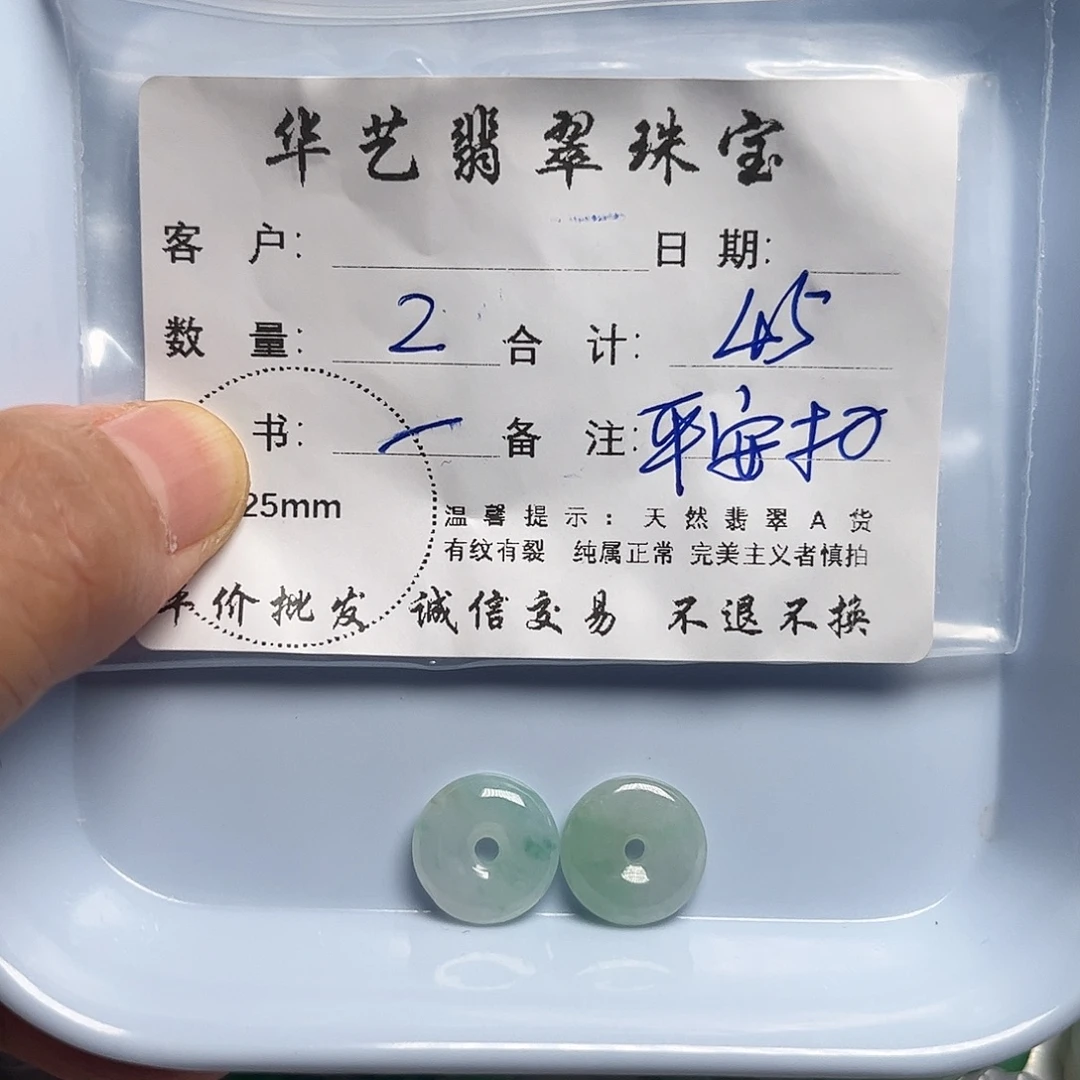 华艺翡翠珠宝
客 户: 日 期:
数 量: 2 合 计: 45
书: 一 备 注: 平安扣
25mm
温馨提示: 天然翡翠A货
有纹有裂 纯属正常 完美主义者慎拍
平价批发 诚信交易 不退不换